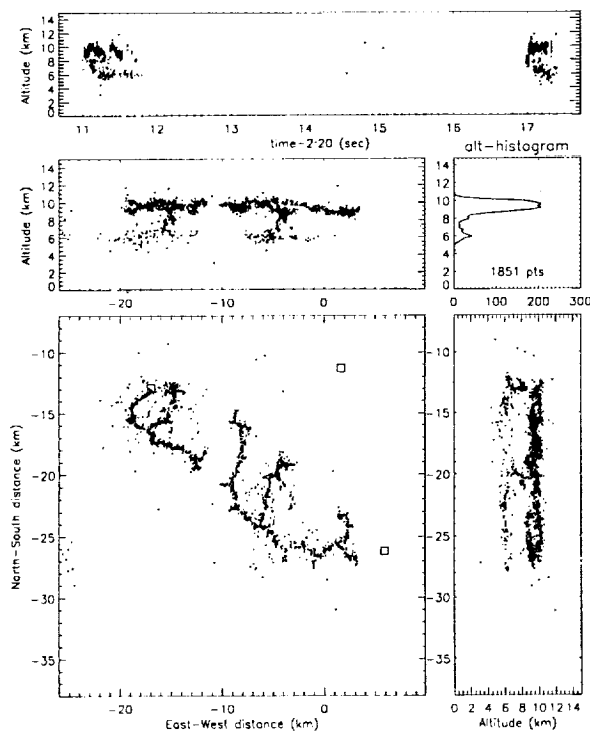 Altitude (km)
14
12
10
8
6
4
2
0
11 12 13 14 15 16 17
time-2:20 (sec)
alt-histogram
Altitude (km)
14
12
10
8
6
4
2
0
-20 -10 0
14
12
10
8
6
4
2
0
1851 pts
0 100 200 300
North-South distance (km)
-10
-15
-20
-25
-30
-35
-20 -10 0
East-West distance (km)
-10
-15
-20
-25
-30
-35
0 2 4 6 8 10 12 14
Altitude (km)